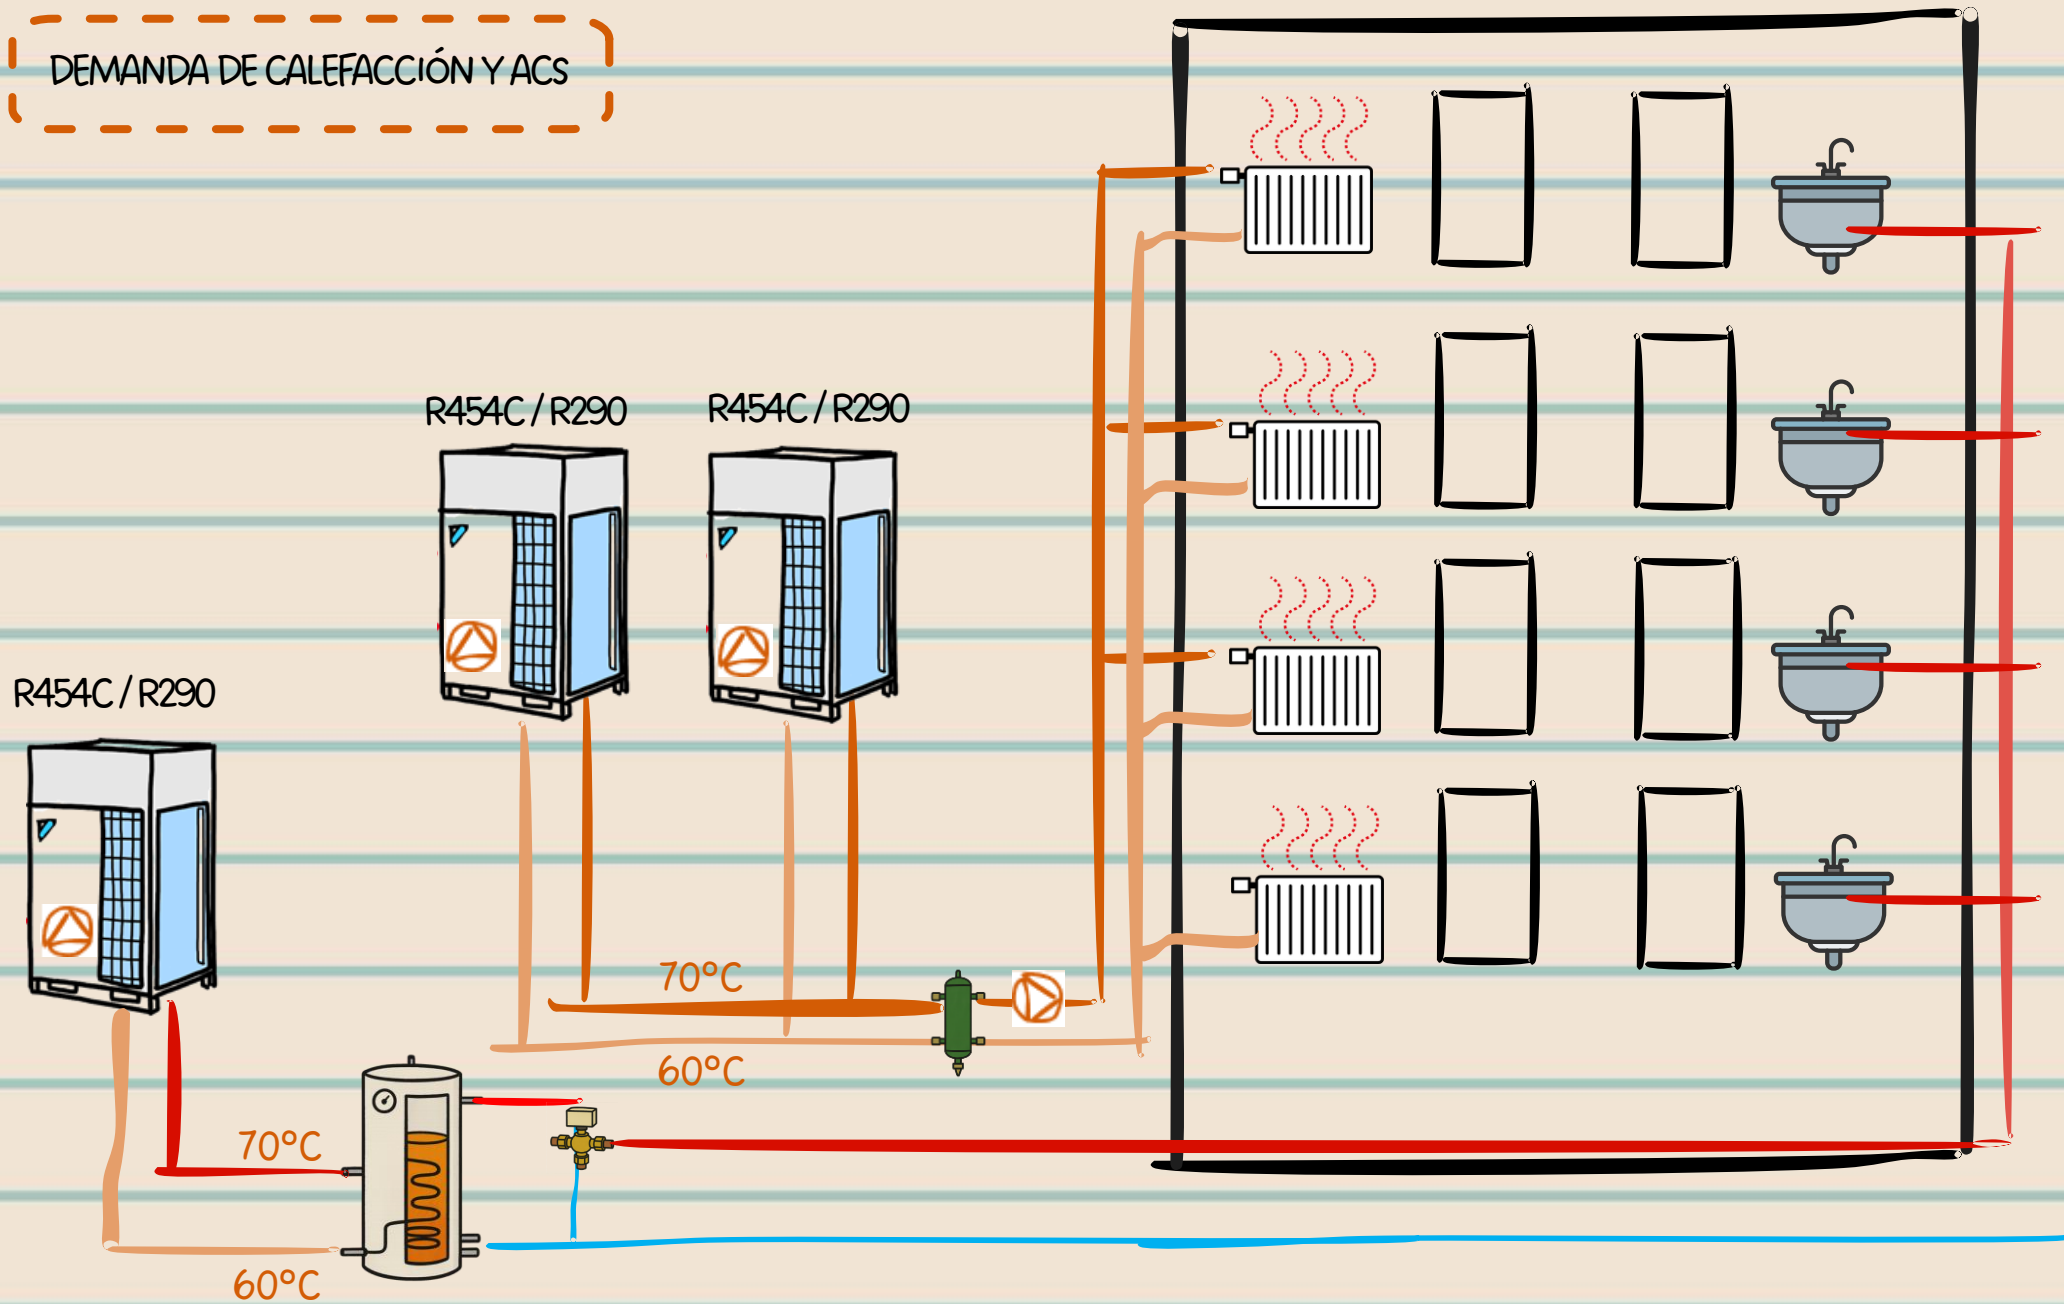 DEMANDA DE CALEFACCIÓN Y ACS
R454C / R290
R454C / R290
R454C / R290
70°C
60°C
70°C
60°C